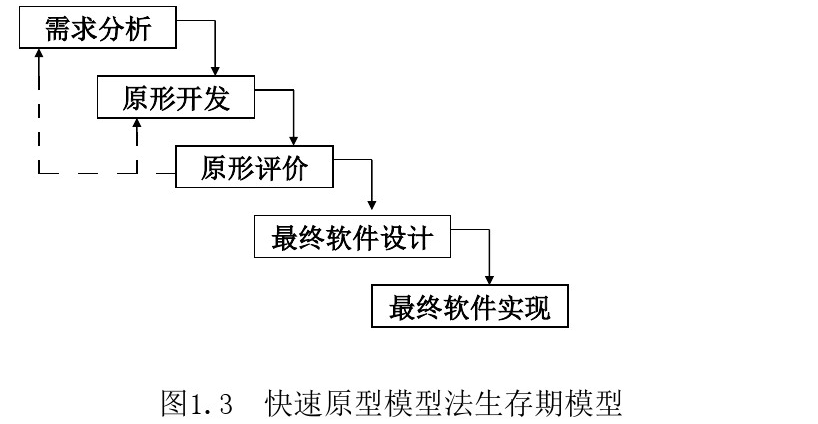 需求分析
原形开发
原形评价
最终软件设计
最终软件实现
图1.3 快速原型模型法生存期模型